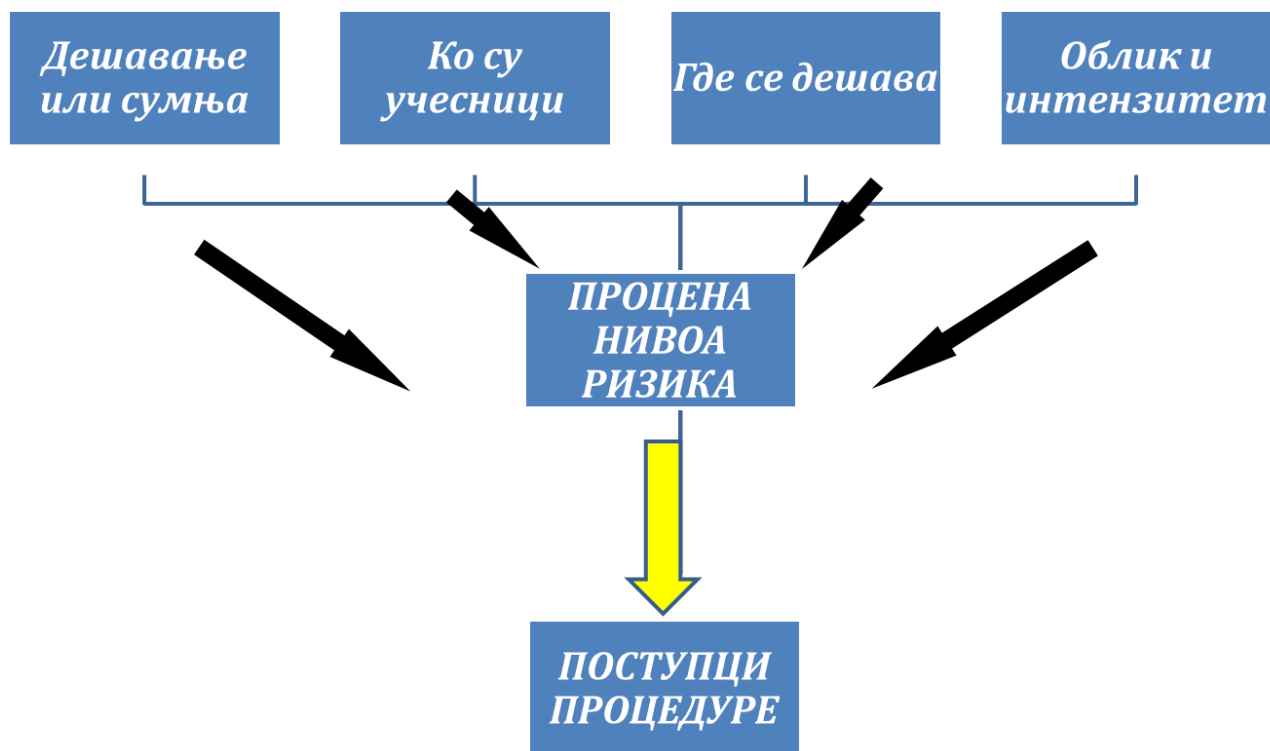 Дешавање
или сумња
Ко су
учесници
Где се дешава
Облик и
интензитет
ПРОЦЕНА
НИВОА
РИЗИКА
ПОСТУПЦИ
ПРОЦЕДУРЕ